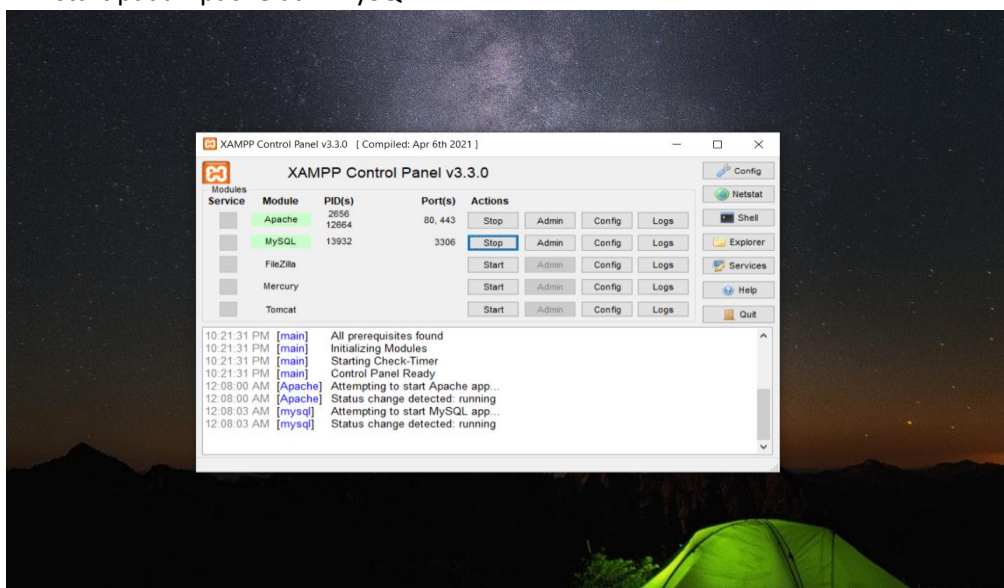 XAMPP Control Panel v3.3.0 [ Compiled: Apr 6th 2021 ]
XAMPP Control Panel v3.3.0
Config
Modules
Netstat
Service Module PID(s) Port(s) Actions
Apache 2656 12664 80, 443 Stop Admin Config Logs
Shell
MySQL 13932 3306 Stop Admin Config Logs
Explorer
FileZilla Start Admin Config Logs
Services
Mercury Start Admin Config Logs
Help
Tomcat Start Admin Config Logs
Quit
10:21:31 PM [main] All prerequisites found
10:21:31 PM [main] Initializing Modules
10:21:31 PM [main] Starting Check-Timer
10:21:31 PM [main] Control Panel Ready
12:08:00 AM [Apache] Attempting to start Apache app...
12:08:00 AM [Apache] Status change detected: running
12:08:03 AM [mysql] Attempting to start MySQL app...
12:08:03 AM [mysql] Status change detected: running